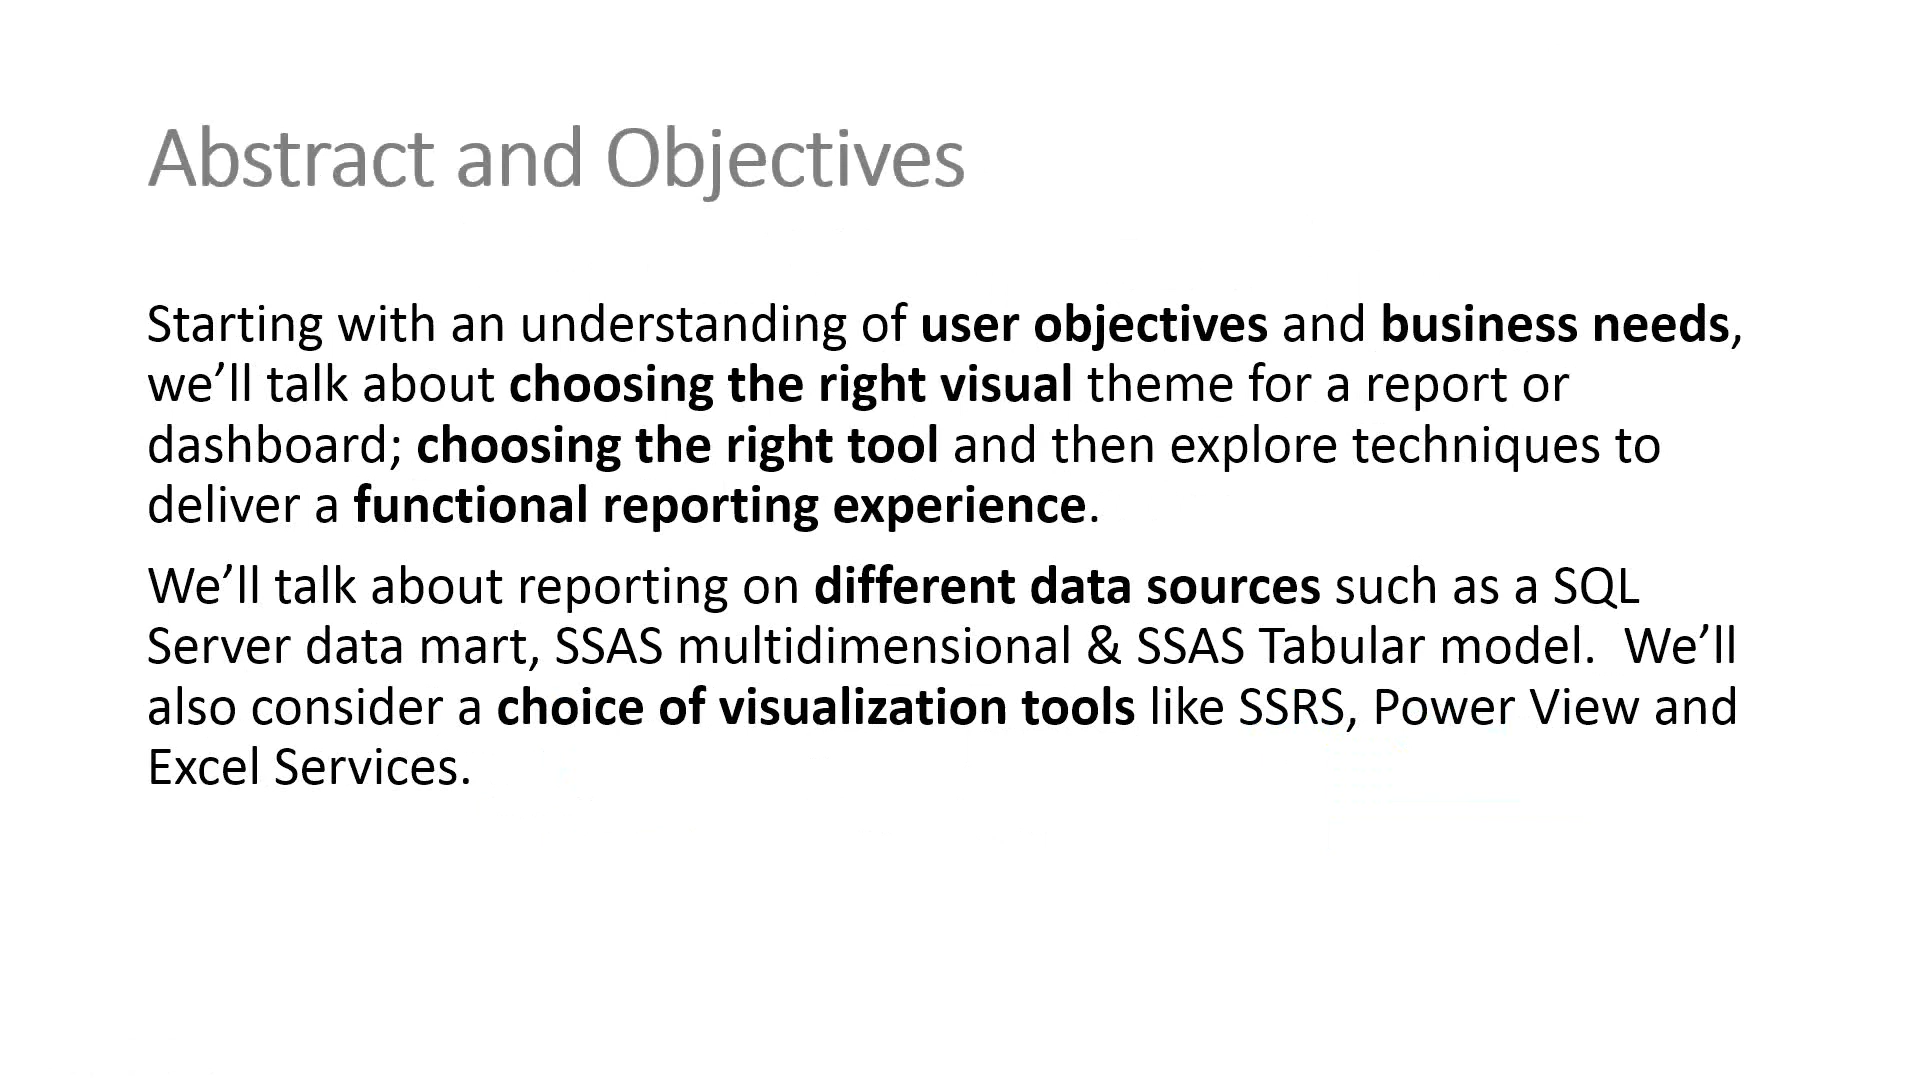 Abstract and Objectives
Starting with an understanding of user objectives and business needs,
we’ll talk about choosing the right visual theme for a report or
dashboard; choosing the right tool and then explore techniques to
deliver a functional reporting experience.
We’ll talk about reporting on different data sources such as a SQL
Server data mart, SSAS multidimensional & SSAS Tabular model.  We’ll
also consider a choice of visualization tools like SSRS, Power View and
Excel Services.